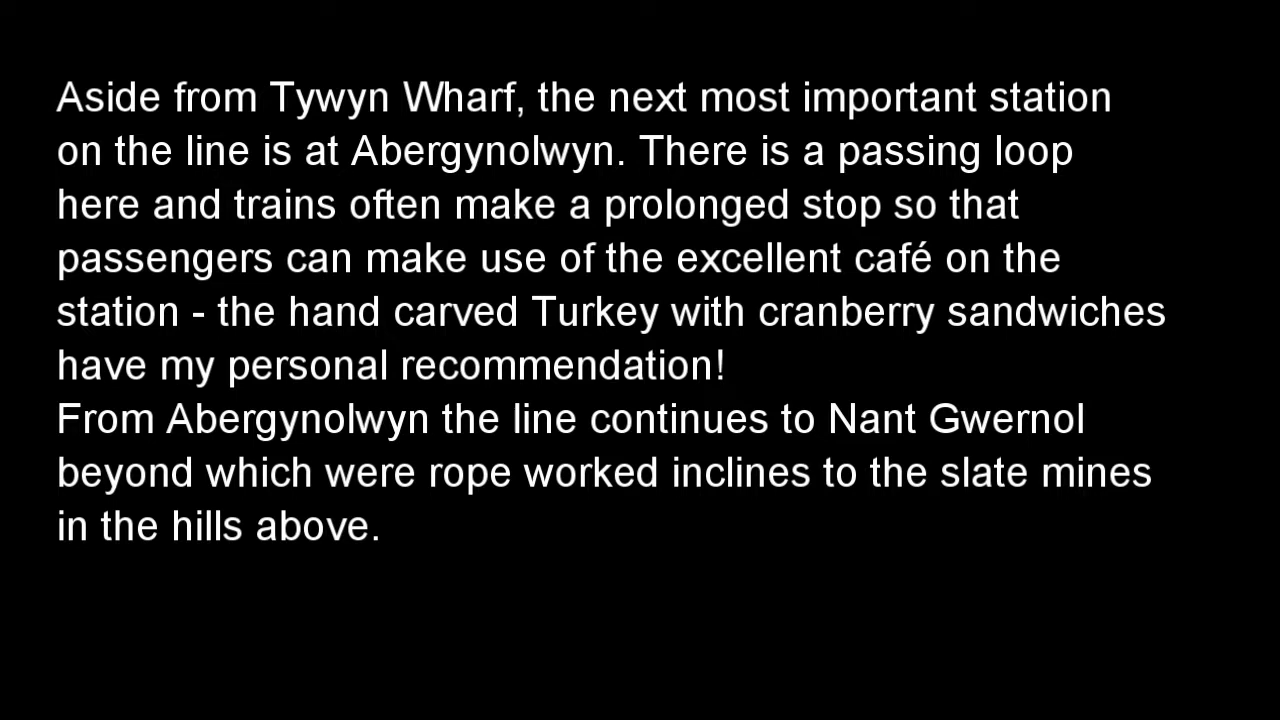 Aside from Tywyn Wharf, the next most important station
on the line is at Abergynolwyn. There is a passing loop
here and trains often make a prolonged stop so that
passengers can make use of the excellent café on the
station - the hand carved Turkey with cranberry sandwiches
have my personal recommendation!
From Abergynolwyn the line continues to Nant Gwernol
beyond which were rope worked inclines to the slate mines
in the hills above.